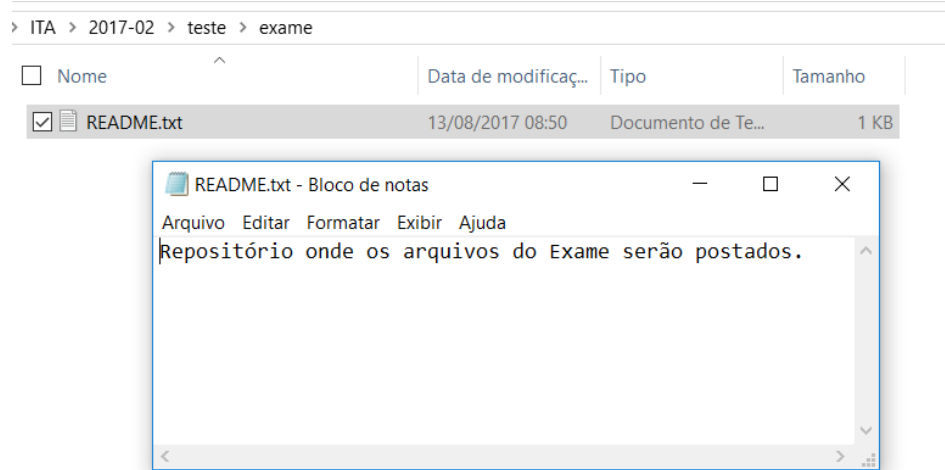 > ITA > 2017-02 > teste > exame
Nome Data de modificaç... Tipo Tamanho
README.txt 13/08/2017 08:50 Documento de Te... 1 KB
README.txt - Bloco de notas
Arquivo Editar Formatar Exibir Ajuda
Repositório onde os arquivos do Exame serão postados.